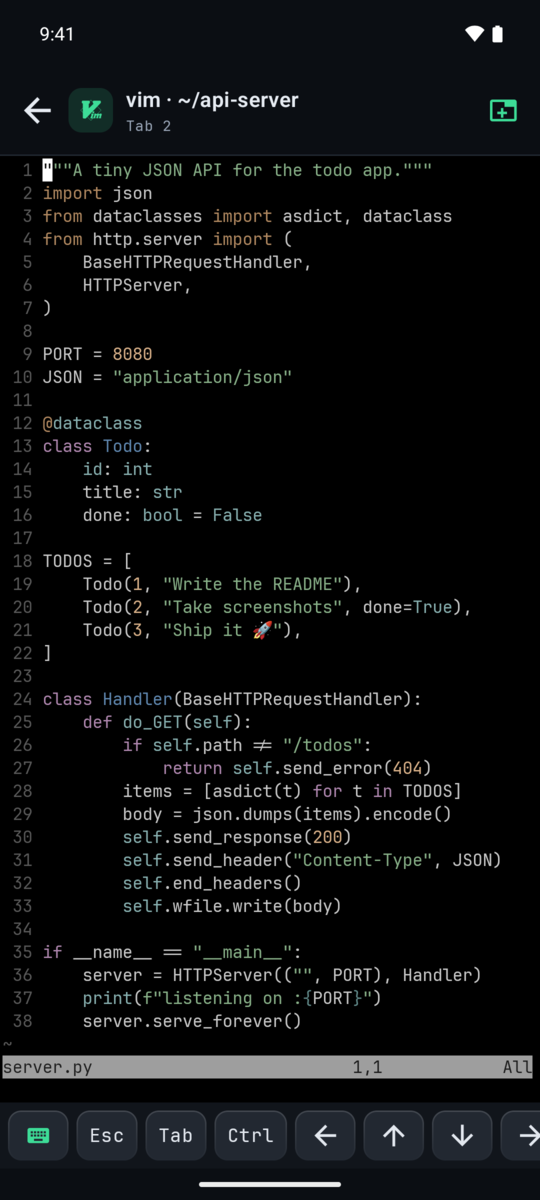 9:41
Vim
vim · ~/api-server
Tab 2
1 """A tiny JSON API for the todo app."""
2 import json
3 from dataclasses import asdict, dataclass
4 from http.server import (
5     BaseHTTPRequestHandler,
6     HTTPServer,
7 )
8
9 PORT = 8080
10 JSON = "application/json"
11
12 @dataclass
13 class Todo:
14     id: int
15     title: str
16     done: bool = False
17
18 TODOS = [
19     Todo(1, "Write the README"),
20     Todo(2, "Take screenshots", done=True),
21     Todo(3, "Ship it 🚀"),
22 ]
23
24 class Handler(BaseHTTPRequestHandler):
25     def do_GET(self):
26         if self.path != "/todos":
27             return self.send_error(404)
28         items = [asdict(t) for t in TODOS]
29         body = json.dumps(items).encode()
30         self.send_response(200)
31         self.send_header("Content-Type", JSON)
32         self.end_headers()
33         self.wfile.write(body)
34
35 if __name__ == "__main__":
36     server = HTTPServer(("", PORT), Handler)
37     print(f"listening on :{PORT}")
38     server.serve_forever()
~
server.py 1,1 All
Esc Tab Ctrl ← ↑ ↓ →